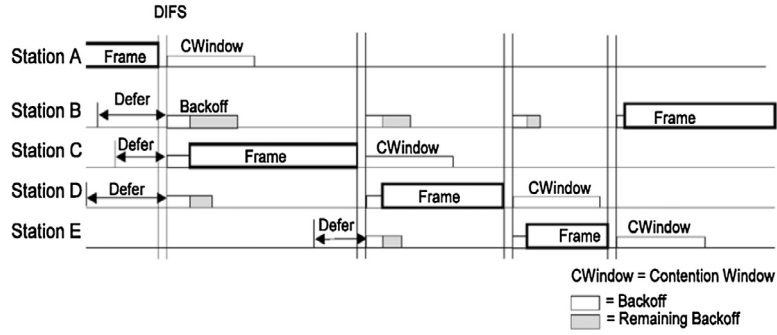 DIFS
Station A
Frame
CWindow
Station B
Defer
Backoff
Frame
Station C
Defer
Frame
CWindow
Station D
Defer
Frame
CWindow
Station E
Defer
Frame
CWindow
CWindow = Contention Window
= Backoff
= Remaining Backoff